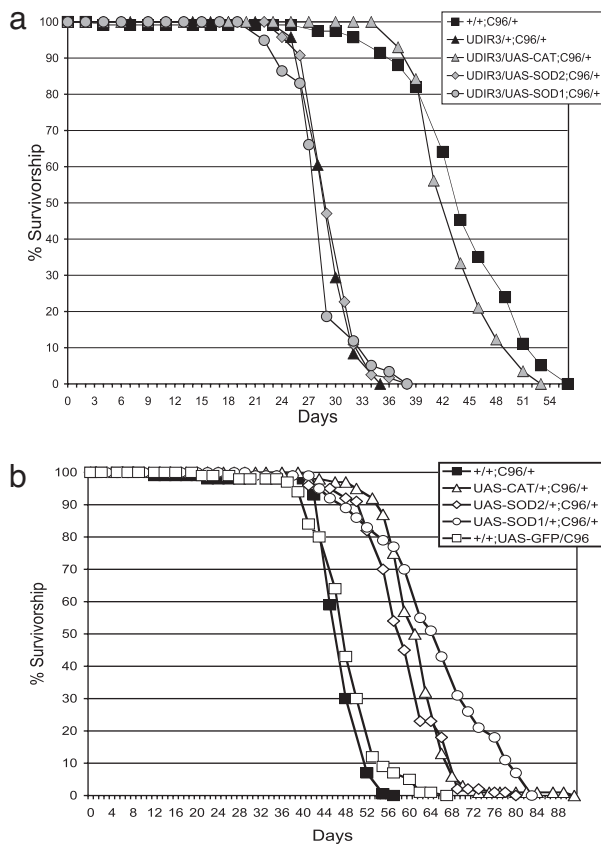 a
+/+;C96/+
UDIR3/+;C96/+
UDIR3/UAS-CAT;C96/+
UDIR3/UAS-SOD2;C96/+
UDIR3/UAS-SOD1;C96/+
% Survivorship
100
90
80
70
60
50
40
30
20
10
0
0 3 6 9 12 15 18 21 24 27 30 33 36 39 42 45 48 51 54
Days
b
+/+;C96/+
UAS-CAT/+;C96/+
UAS-SOD2/+;C96/+
UAS-SOD1/+;C96/+
+/+;UAS-GFP/C96
% Survivorship
100
90
80
70
60
50
40
30
20
10
0
0 4 8 12 16 20 24 28 32 36 40 44 48 52 56 60 64 68 72 76 80 84 88
Days